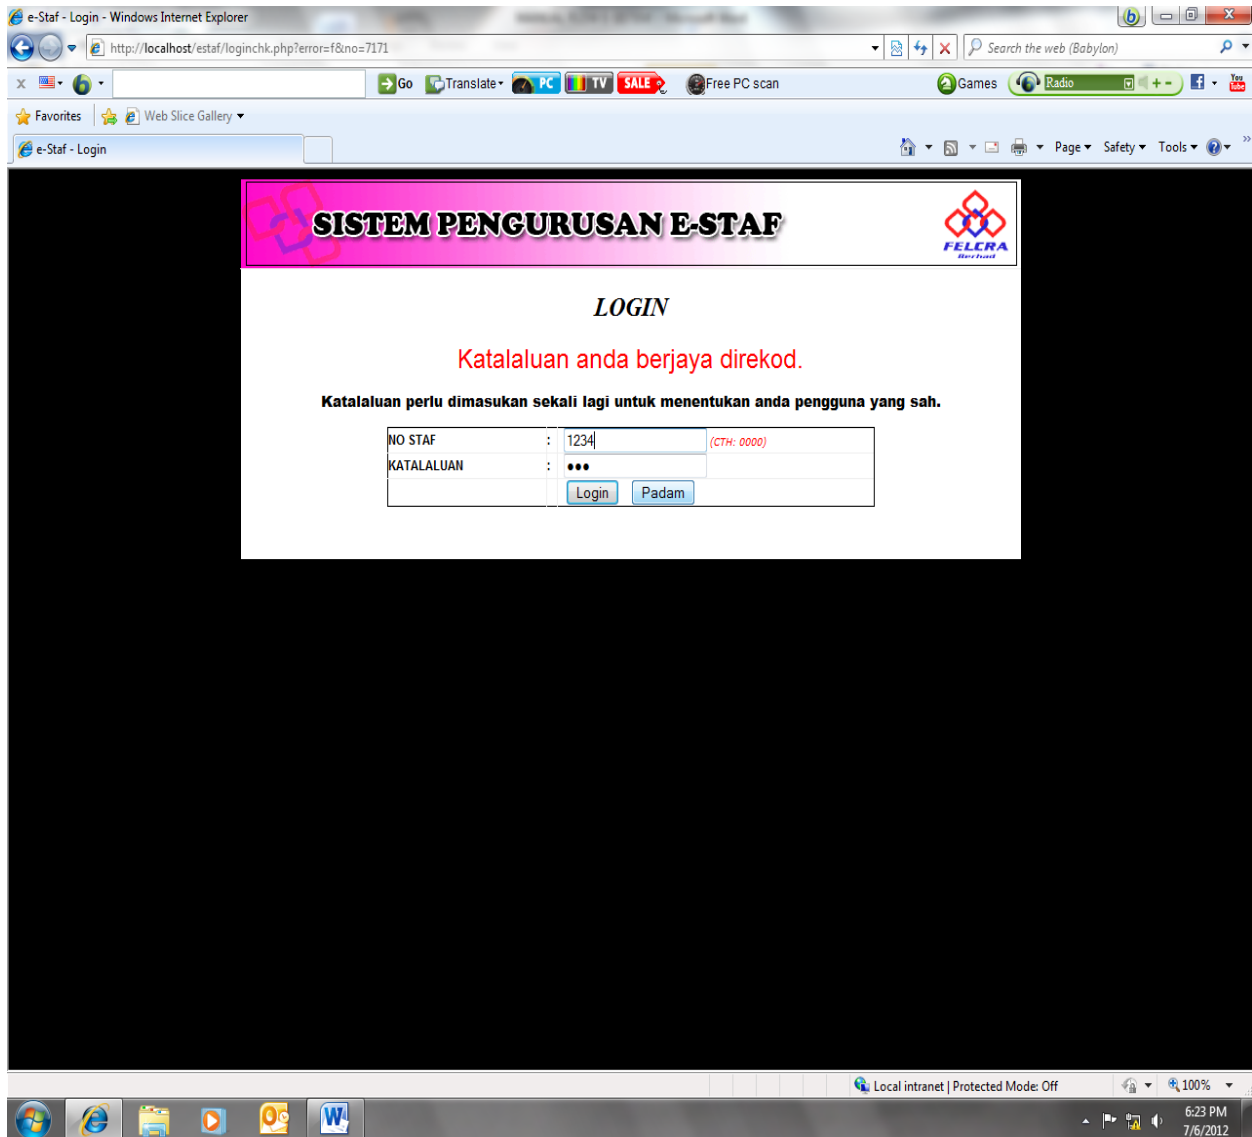 e-Staf - Login - Windows Internet Explorer
http://localhost/estaf/loginchk.php?error=f&no=7171
Search the web (Babylon)
Go Translate PC TV SALE Free PC scan Games Radio You Tube
Favorites Web Slice Gallery
e-Staf - Login
Page Safety Tools
SISTEM PENGURUSAN E-STAF
FELCRA
Berhad
LOGIN
Katalaluan anda berjaya direkod.
Katalaluan perlu dimasukan sekali lagi untuk menentukan anda pengguna yang sah.
NO STAF : 1234 (CTH: 0000)
KATALALUAN : •••
Login Padam
Local intranet | Protected Mode: Off 100%
6:23 PM
7/6/2012